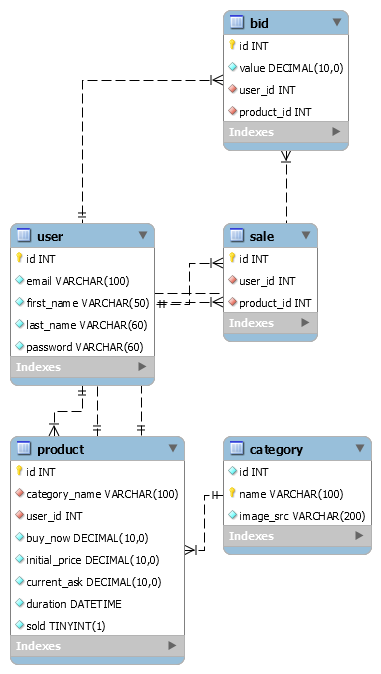 bid
id INT
value DECIMAL(10,0)
user_id INT
product_id INT
Indexes
user
id INT
email VARCHAR(100)
first_name VARCHAR(50)
last_name VARCHAR(60)
password VARCHAR(60)
Indexes
sale
id INT
user_id INT
product_id INT
Indexes
product
id INT
category_name VARCHAR(100)
user_id INT
buy_now DECIMAL(10,0)
initial_price DECIMAL(10,0)
current_ask DECIMAL(10,0)
duration DATETIME
sold TINYINT(1)
Indexes
category
id INT
name VARCHAR(100)
image_src VARCHAR(200)
Indexes